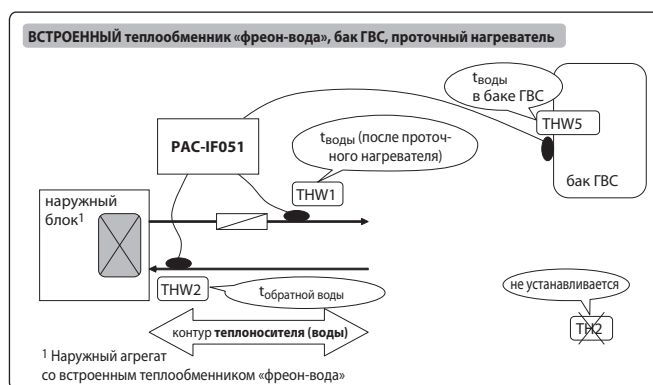 ВСТРОЕННЫЙ теплообменник «фреон-вода», бак ГВС, проточный нагреватель
tводы
в баке ГВС
THW5
бак ГВС
PAC-IF051
tводы (после проточ-
ного нагревателя)
THW1
наружный
блок1
THW2
tобратной воды
не устанавливается
TH2
контур теплоносителя (воды)
1 Наружный агрегат
со встроенным теплообменником «фреон-вода»